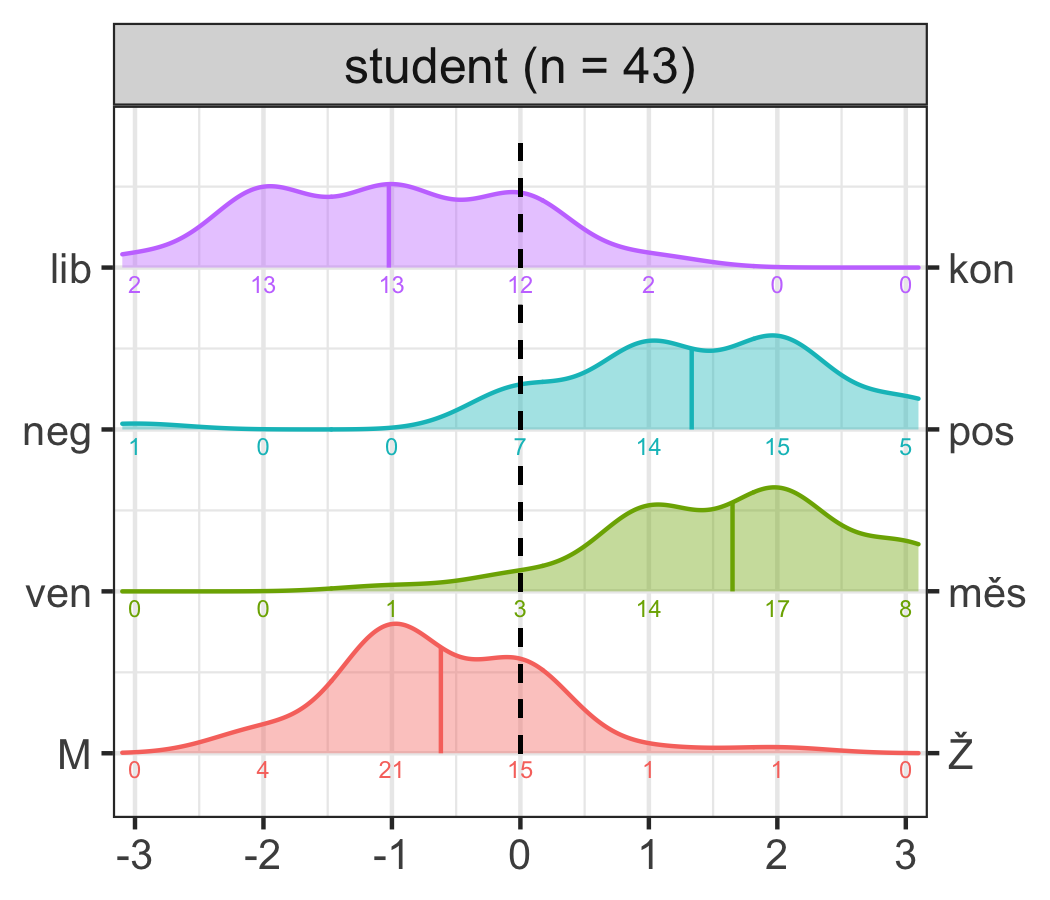 student (n = 43)
lib kon
2 13 13 12 2 0 0
neg pos
1 0 0 7 14 15 5
ven měs
0 0 1 3 14 17 8
M Ž
0 4 21 15 1 1 0
-3 -2 -1 0 1 2 3